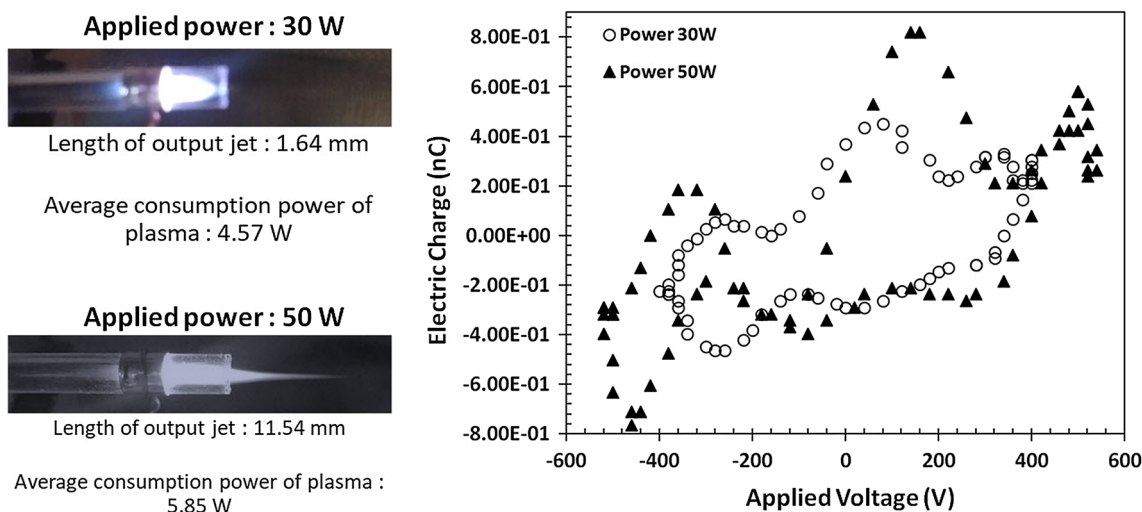 Applied power : 30 W
Length of output jet : 1.64 mm
Average consumption power of
plasma : 4.57 W
Applied power : 50 W
Length of output jet : 11.54 mm
Average consumption power of plasma :
5.85 W
Electric Charge (nC)
8.00E-01
6.00E-01
4.00E-01
2.00E-01
0.00E+00
-2.00E-01
-4.00E-01
-6.00E-01
-8.00E-01
Power 30W
Power 50W
-600
-400
-200
0
200
400
600
Applied Voltage (V)